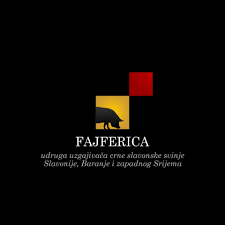 FAJFERICA
udruga uzgajivača crne slavonske svinje
Slavonije, Baranje i zapadnog Srijema